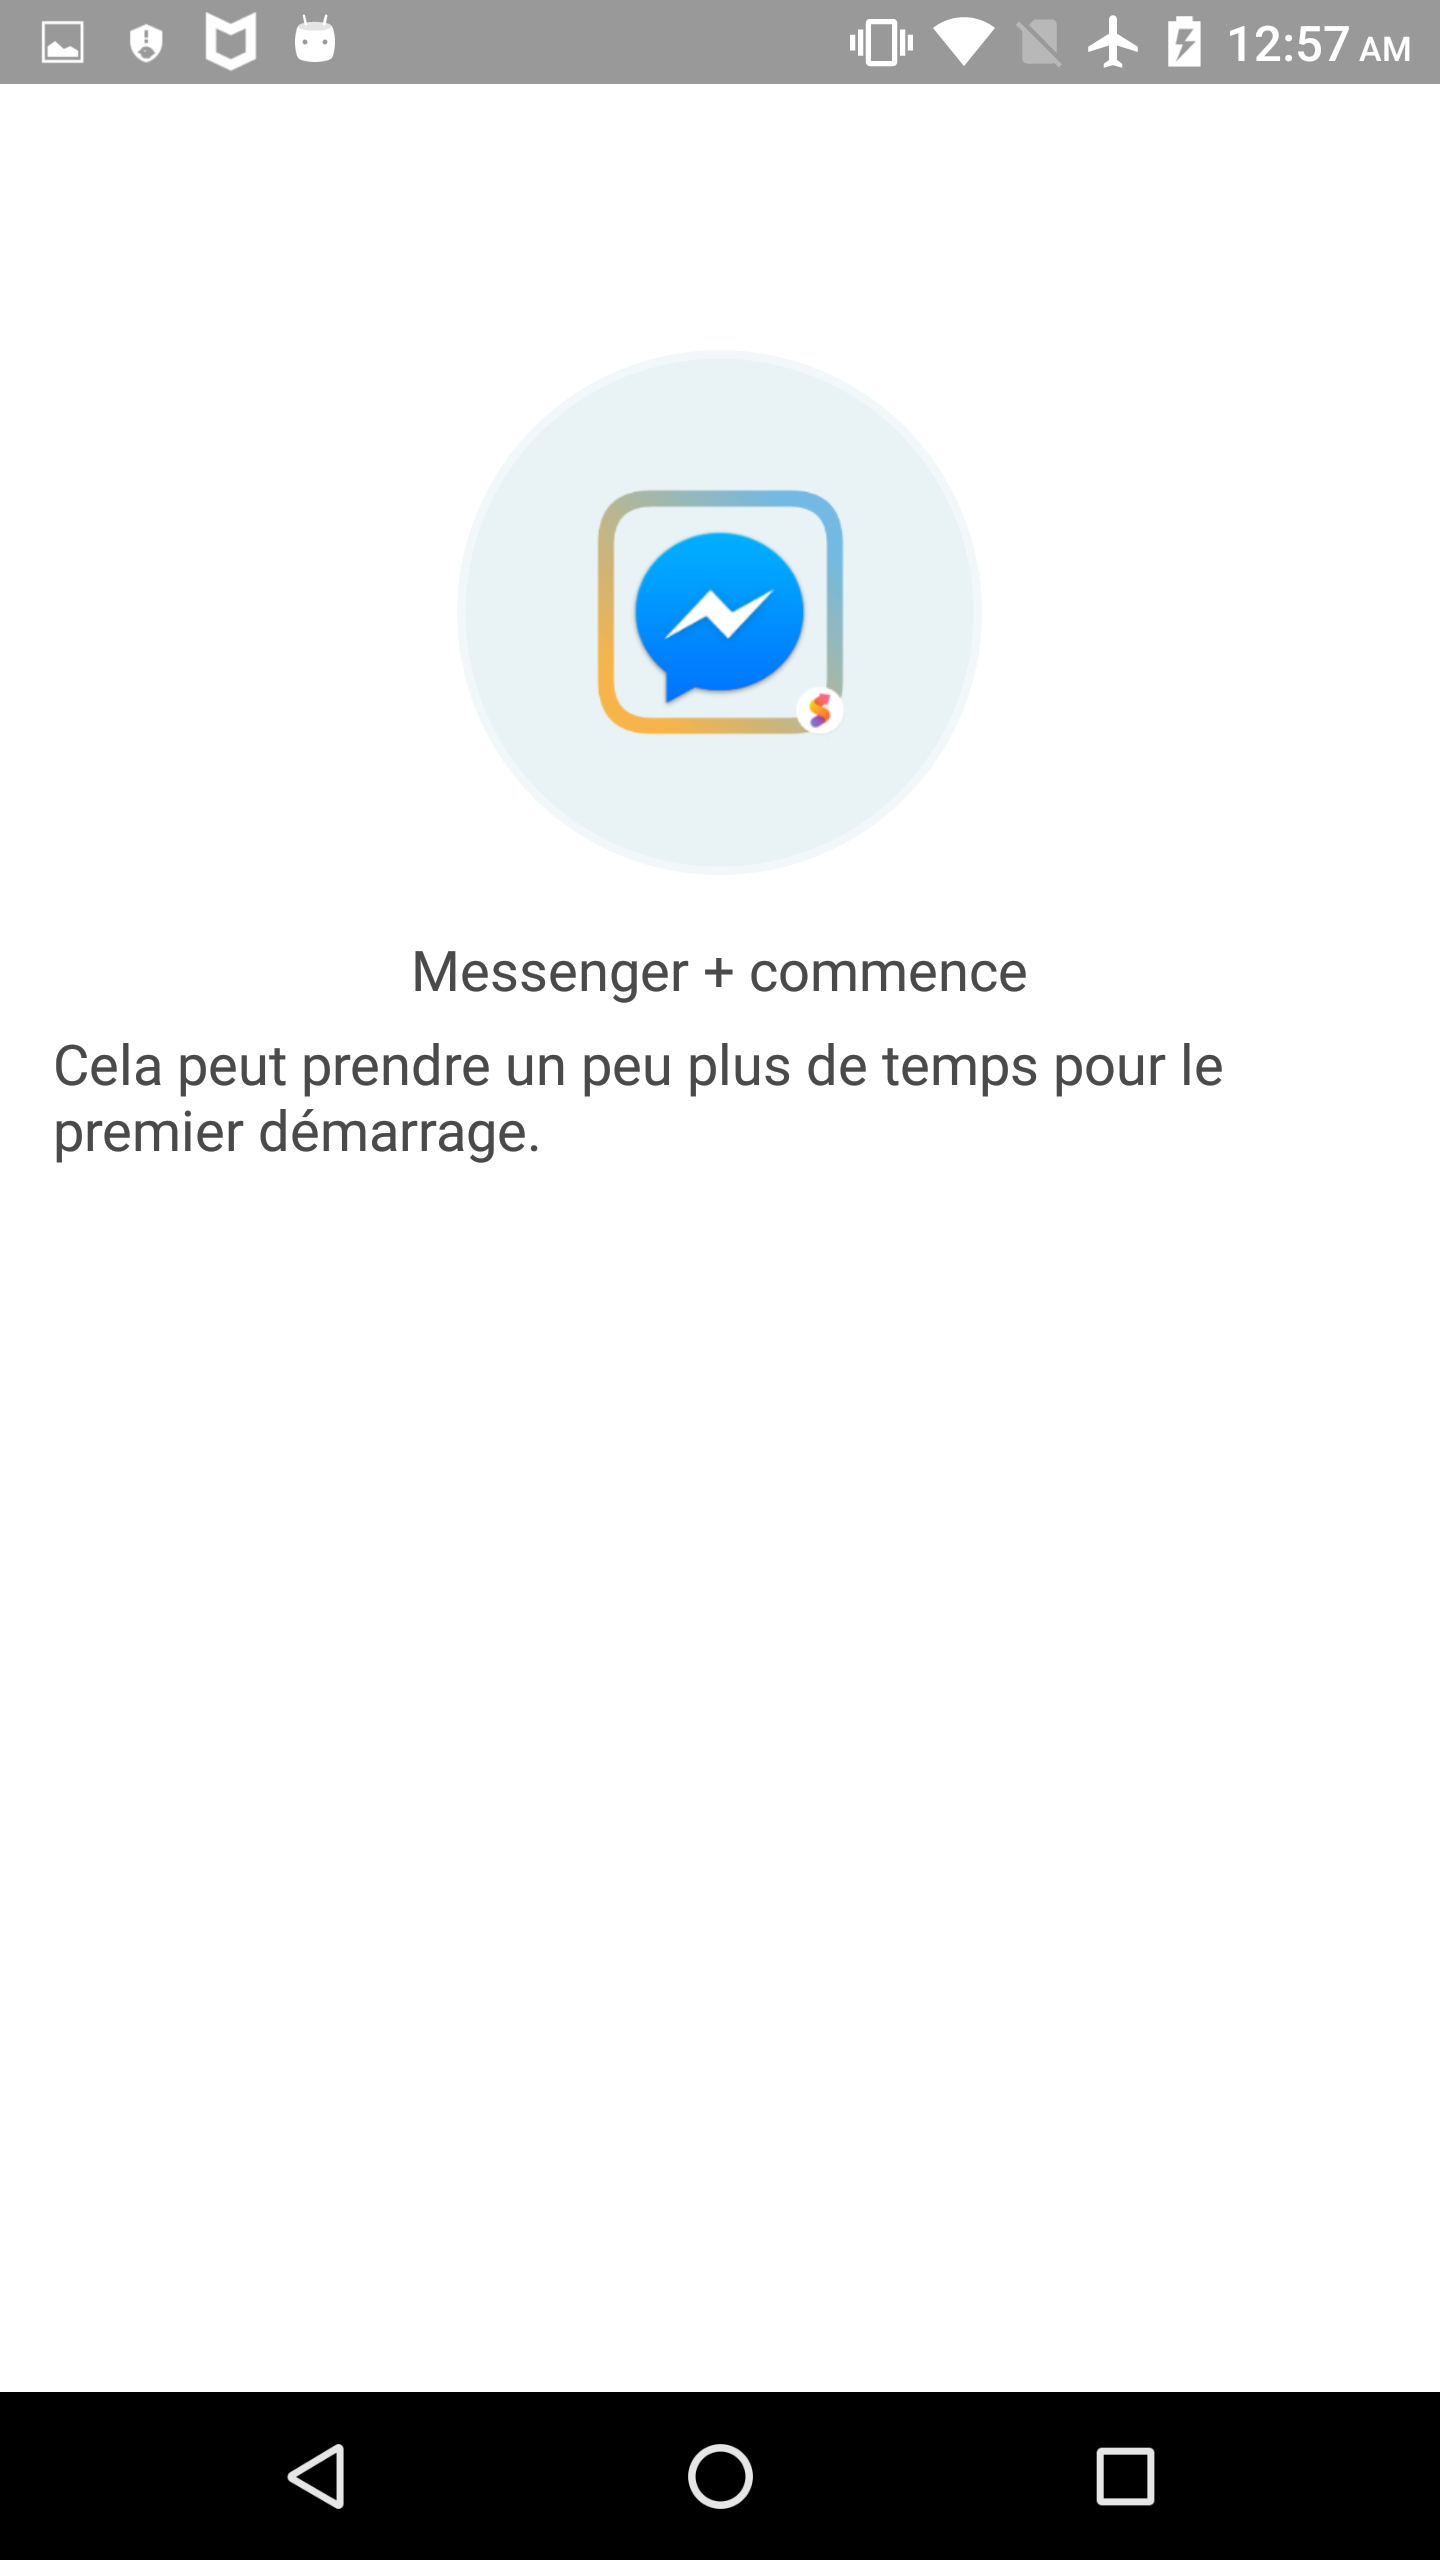 12:57 AM
Messenger + commence
Cela peut prendre un peu plus de temps pour le
premier démarrage.